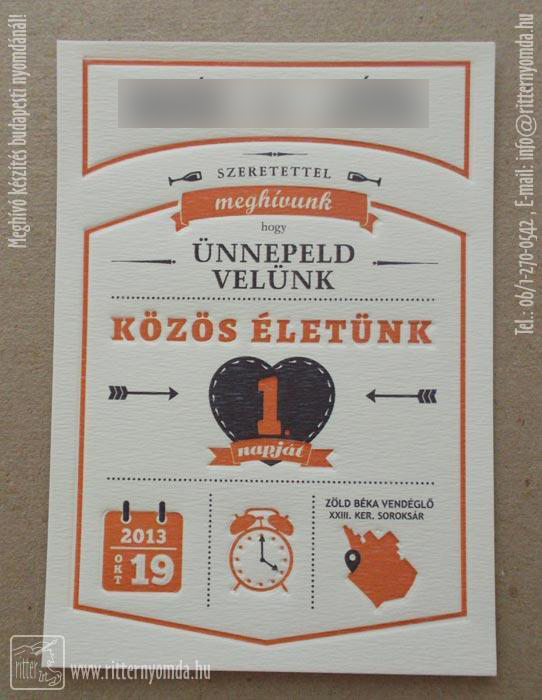 SZERETETTEL
meghívunk
hogy
ÜNNEPELD
VELÜNK
KÖZÖS ÉLETÜNK
1.
napját
2013
OKT
19
ZÖLD BÉKA VENDÉGLŐ
XXIII. KER. SOROKSÁR
Meghívó készítés budapesti nyomdánál!
Tel.: 06/1-270-0542 , E-mail: info@ritternyomda.hu
ritter
www.ritternyomda.hu